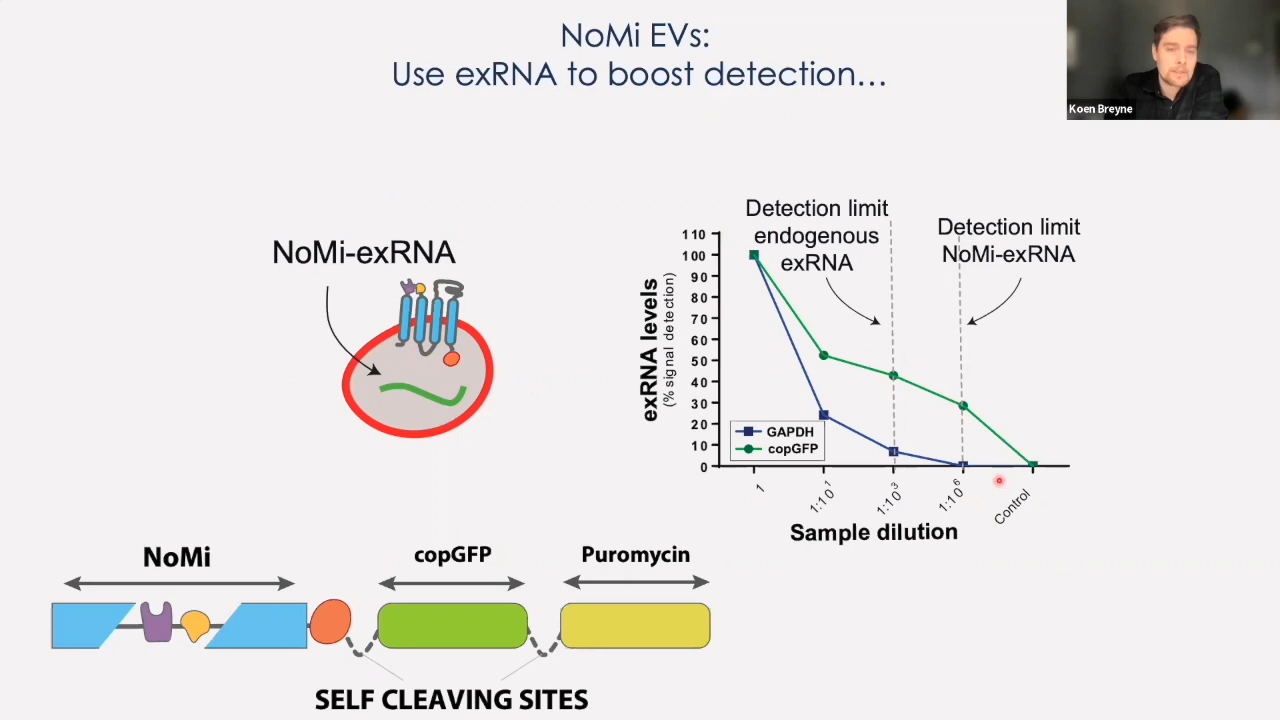 NoMi EVs:
Use exRNA to boost detection…
Koen Breyne
NoMi-exRNA
Detection limit
endogenous
exRNA
Detection limit
NoMi-exRNA
exRNA levels
(% signal detection)
110
100
90
80
70
60
50
40
30
20
10
0
GAPDH
copGFP
1
1:10¹
1:10³
1:10⁶
Control
Sample dilution
NoMi
copGFP
Puromycin
SELF CLEAVING SITES